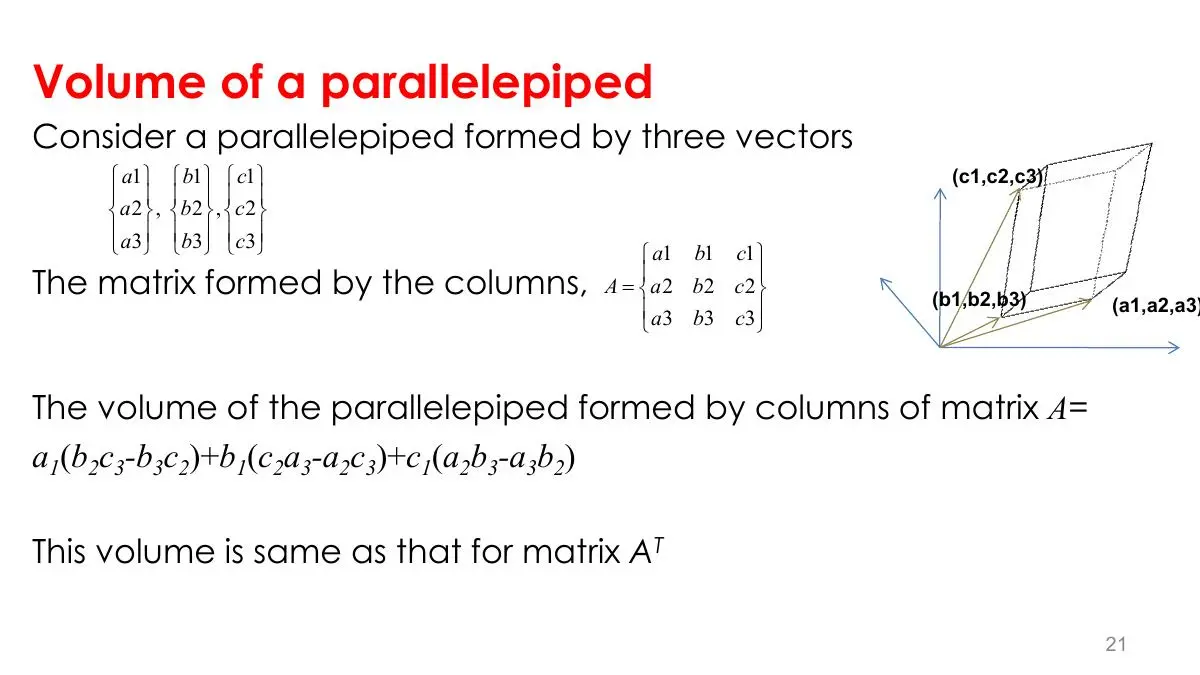 Volume of a parallelepiped
Consider a parallelepiped formed by three vectors
a1 b1 c1
a2 , b2 , c2
a3 b3 c3
The matrix formed by the columns,
a1 b1 c1
A = a2 b2 c2
a3 b3 c3
(c1,c2,c3)
(b1,b2,b3)
(a1,a2,a3)
The volume of the parallelepiped formed by columns of matrix A=
a₁(b₂c₃-b₃c₂)+b₁(c₂a₃-a₂c₃)+c₁(a₂b₃-a₃b₂)
This volume is same as that for matrix Aᵀ
21